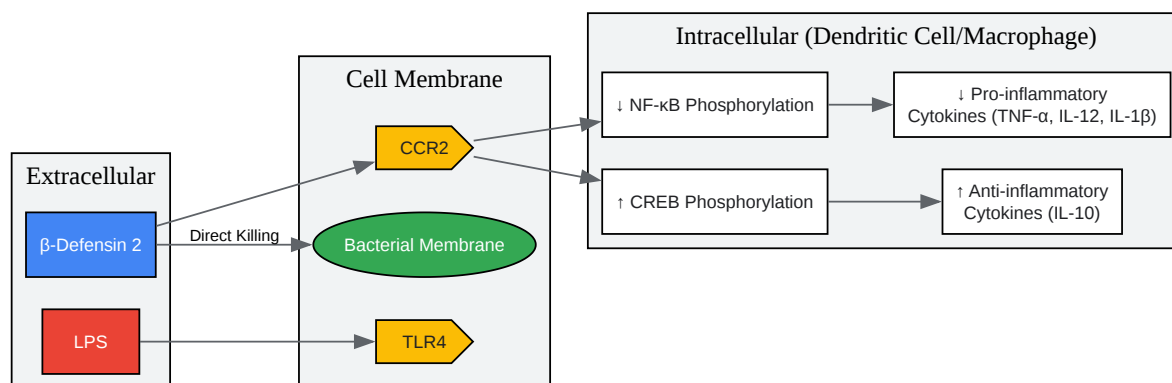 Extracellular
β-Defensin 2
LPS
Direct Killing
Cell Membrane
CCR2
Bacterial Membrane
TLR4
Intracellular (Dendritic Cell/Macrophage)
↓ NF-κB Phosphorylation
↓ Pro-inflammatory
Cytokines (TNF-α, IL-12, IL-1β)
↑ CREB Phosphorylation
↑ Anti-inflammatory
Cytokines (IL-10)